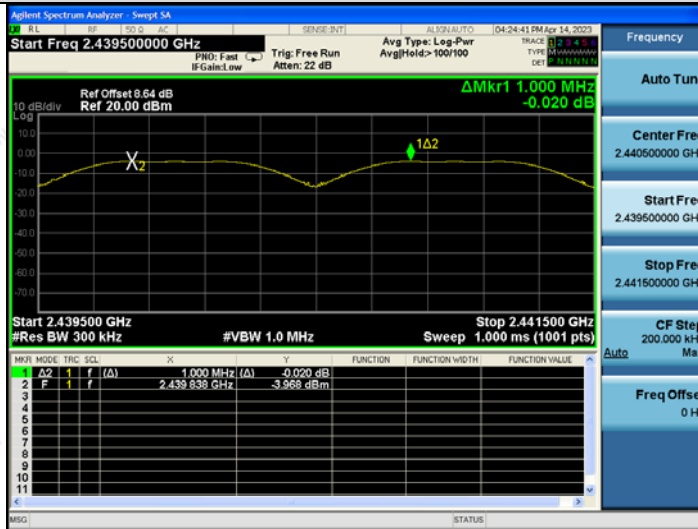 Agilent Spectrum Analyzer - Swept SA
RL RF 50 Ω AC SENSE:INT ALIGN AUTO 04:24:41 PM Apr 14, 2023
Start Freq 2.439500000 GHz
PNO: Fast
IFGain:Low
Trig: Free Run
Atten: 22 dB
Avg Type: Log-Pwr
Avg|Hold:> 100/100
TRACE 1 2 3 4 5 6
TYPE
DET P N N N N N
Ref Offset 8.64 dB
Ref 20.00 dBm
10 dB/div
Log
ΔMkr1 1.000 MHz
-0.020 dB
10.0
0.00
-10.0
-20.0
-30.0
-40.0
-50.0
-60.0
-70.0
X2
1Δ2
Start 2.439500 GHz
Stop 2.441500 GHz
#Res BW 300 kHz #VBW 1.0 MHz Sweep 1.000 ms (1001 pts)
MKR MODE TRC SCL X Y FUNCTION FUNCTION WIDTH FUNCTION VALUE
1 Δ2 1 f (Δ) 1.000 MHz (Δ) -0.020 dB
2 F 1 f 2.439 838 GHz -3.968 dBm
3
4
5
6
7
8
9
10
11
MSG STATUS
Frequency
Auto Tun
Center Fre
2.440500000 GH
Start Fre
2.439500000 GH
Stop Fre
2.441500000 GH
CF Step
200.000 kH
Auto Ma
Freq Offse
0 H